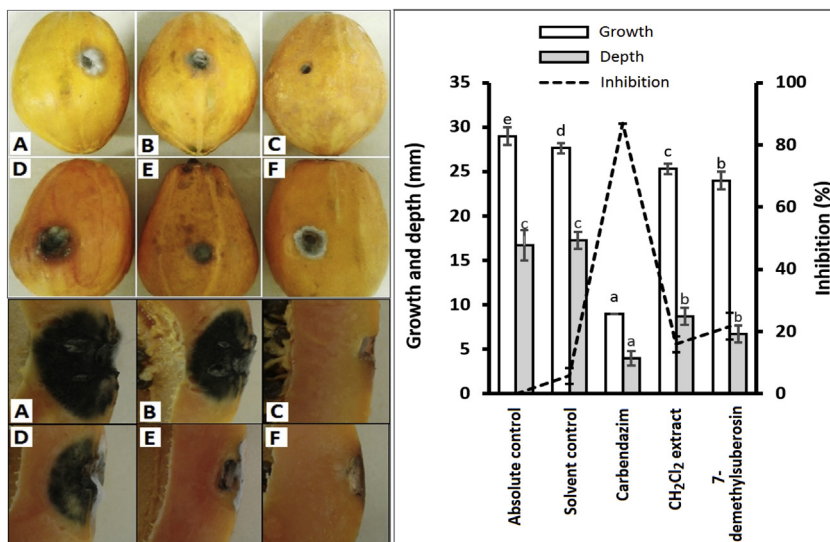 A
B
C
D
E
F
A
B
C
D
E
F
Growth
Depth
Inhibition
Growth and depth (mm)
35
30
25
20
15
10
5
0
e
d
c
b
c
c
a
a
b
b
100
80
60
40
20
0
Inhibition (%)
Absolute control
Solvent control
Carbendazim
CH₂Cl₂ extract
7-
demethylsuberosin